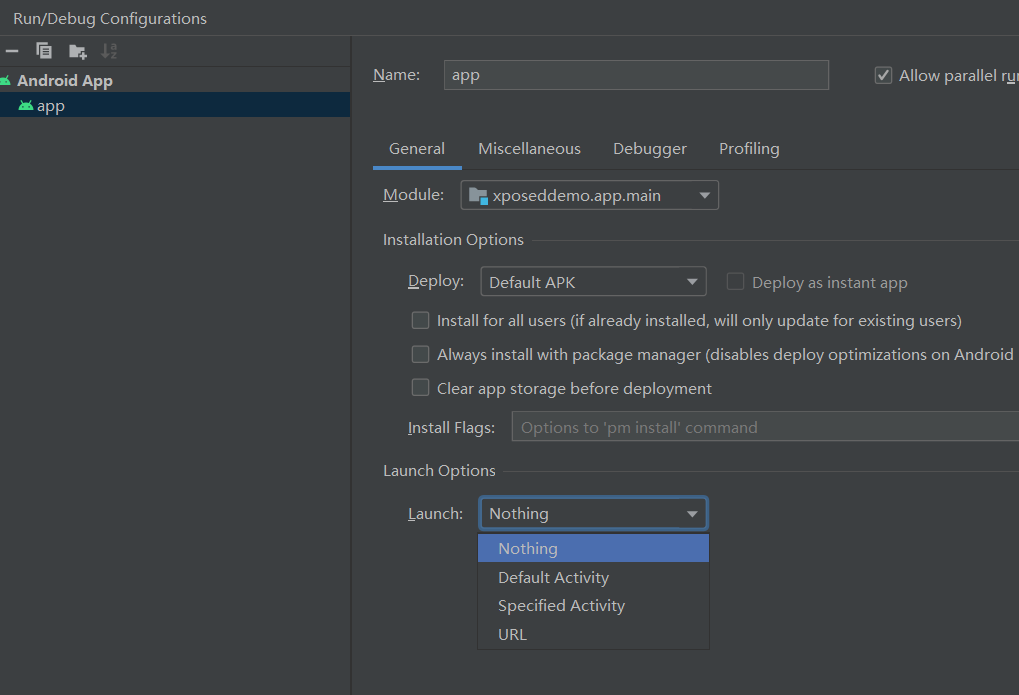 Run/Debug Configurations
Android App
app
Name: app
Allow parallel run
General Miscellaneous Debugger Profiling
Module: xposeddemo.app.main
Installation Options
Deploy: Default APK
Deploy as instant app
Install for all users (if already installed, will only update for existing users)
Always install with package manager (disables deploy optimizations on Android
Clear app storage before deployment
Install Flags: Options to 'pm install' command
Launch Options
Launch: Nothing
Nothing
Default Activity
Specified Activity
URL